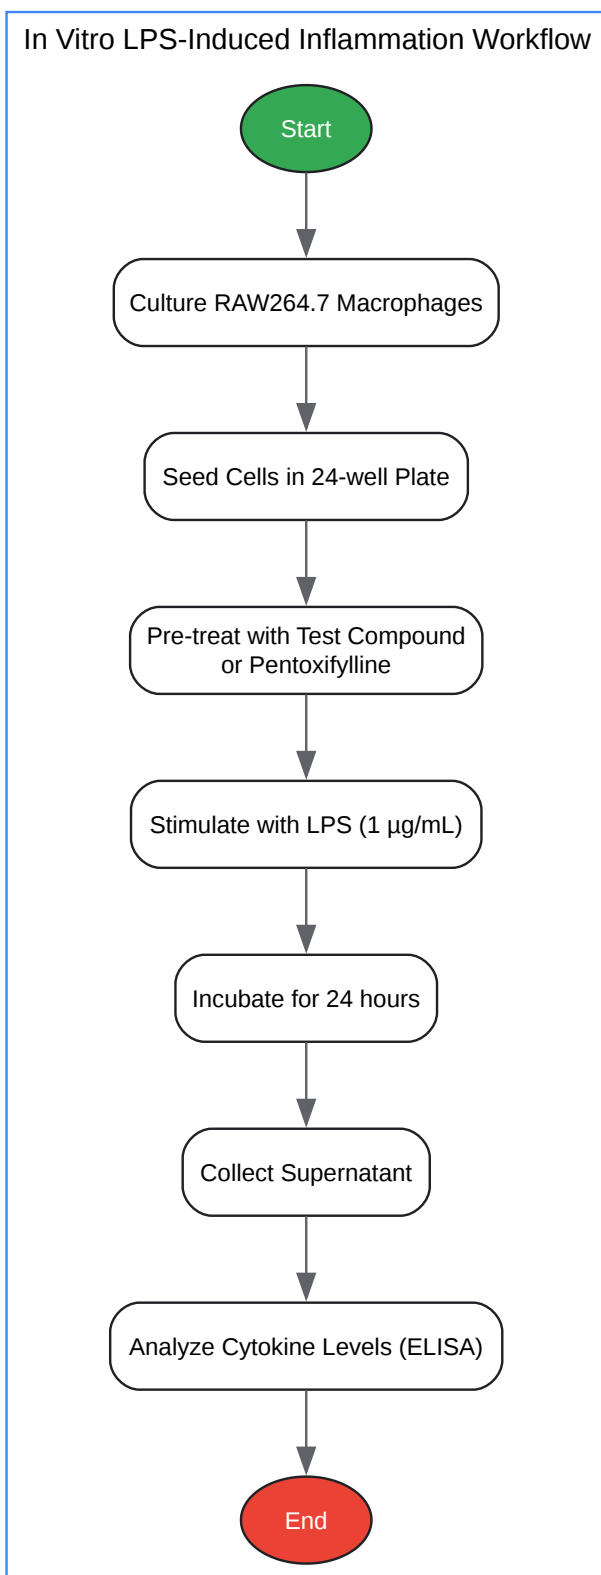 In Vitro LPS-Induced Inflammation Workflow
Start
Culture RAW264.7 Macrophages
Seed Cells in 24-well Plate
Pre-treat with Test Compound
or Pentoxifylline
Stimulate with LPS (1 µg/mL)
Incubate for 24 hours
Collect Supernatant
Analyze Cytokine Levels (ELISA)
End